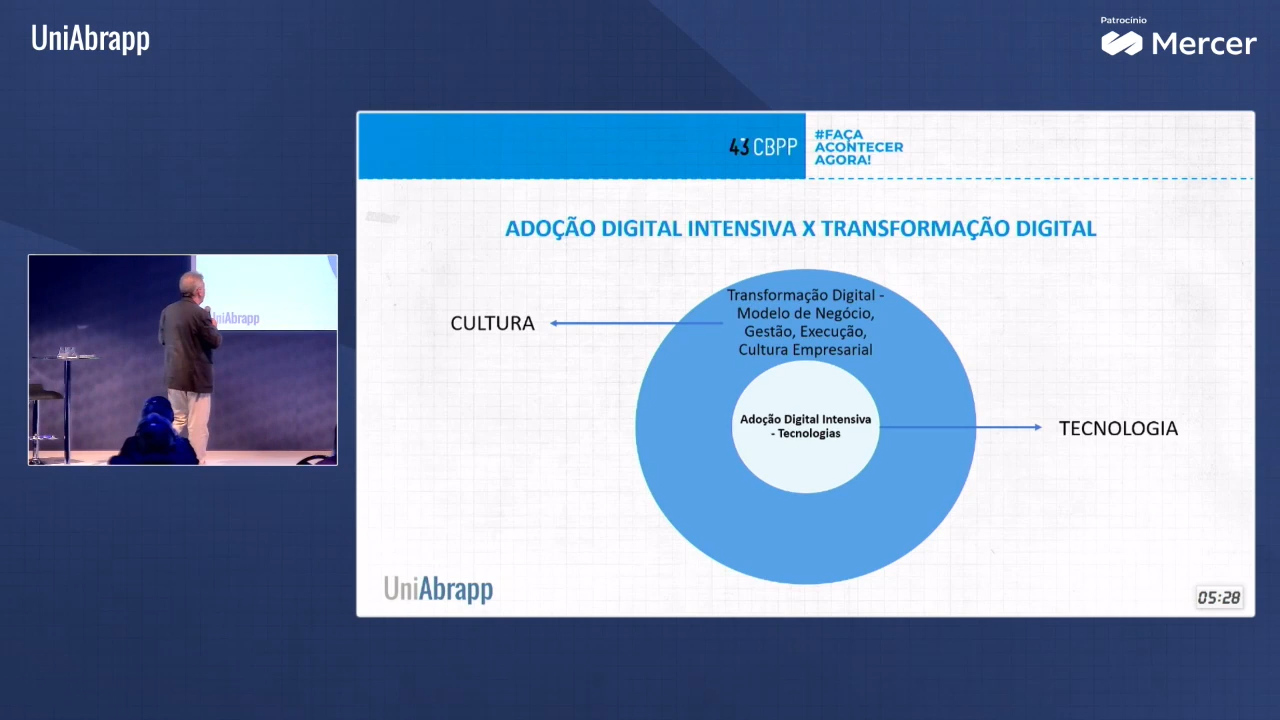 UniAbrapp
Patrocínio
Mercer
43 CBPP
#FAÇA
ACONTECER
AGORA!
ADOÇÃO DIGITAL INTENSIVA X TRANSFORMAÇÃO DIGITAL
Transformação Digital -
Modelo de Negócio,
Gestão, Execução,
Cultura Empresarial
CULTURA
Adoção Digital Intensiva
- Tecnologias
TECNOLOGIA
UniAbrapp
UniAbrapp
05:28